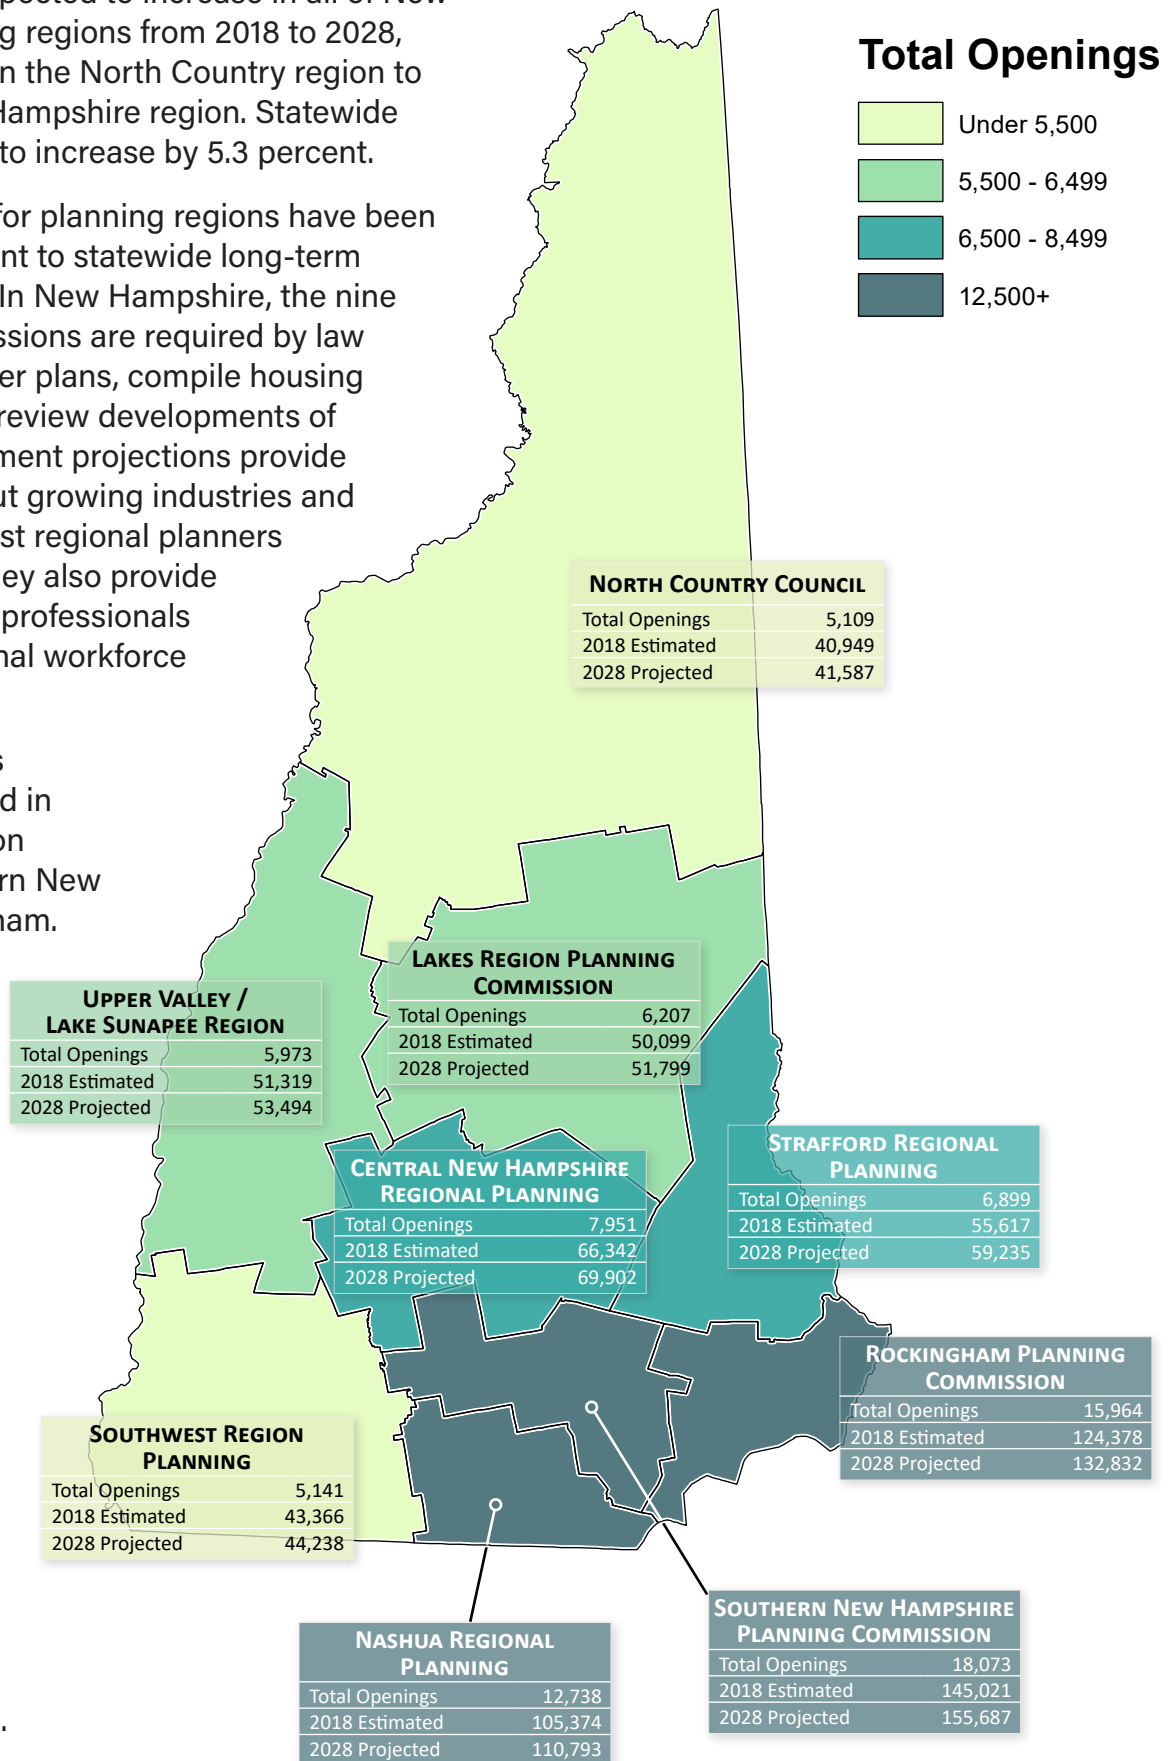 pected to increase in all of New
g regions from 2018 to 2028,
n the North Country region to
Hampshire region. Statewide
to increase by 5.3 percent.
for planning regions have been
nt to statewide long-term
In New Hampshire, the nine
ssions are required by law
er plans, compile housing
review developments of
ment projections provide
ut growing industries and
st regional planners
ey also provide
professionals
nal workforce
s
d in
on
rn New
ham.
.
Total Openings
Under 5,500
5,500 - 6,499
6,500 - 8,499
12,500+
NORTH COUNTRY COUNCIL
Total Openings 5,109
2018 Estimated 40,949
2028 Projected 41,587
LAKES REGION PLANNING
COMMISSION
Total Openings 6,207
2018 Estimated 50,099
2028 Projected 51,799
UPPER VALLEY /
LAKE SUNAPEE REGION
Total Openings 5,973
2018 Estimated 51,319
2028 Projected 53,494
CENTRAL NEW HAMPSHIRE
REGIONAL PLANNING
Total Openings 7,951
2018 Estimated 66,342
2028 Projected 69,902
STRAFFORD REGIONAL
PLANNING
Total Openings 6,899
2018 Estimated 55,617
2028 Projected 59,235
ROCKINGHAM PLANNING
COMMISSION
Total Openings 15,964
2018 Estimated 124,378
2028 Projected 132,832
SOUTHWEST REGION
PLANNING
Total Openings 5,141
2018 Estimated 43,366
2028 Projected 44,238
SOUTHERN NEW HAMPSHIRE
PLANNING COMMISSION
Total Openings 18,073
2018 Estimated 145,021
2028 Projected 155,687
NASHUA REGIONAL
PLANNING
Total Openings 12,738
2018 Estimated 105,374
2028 Projected 110,793